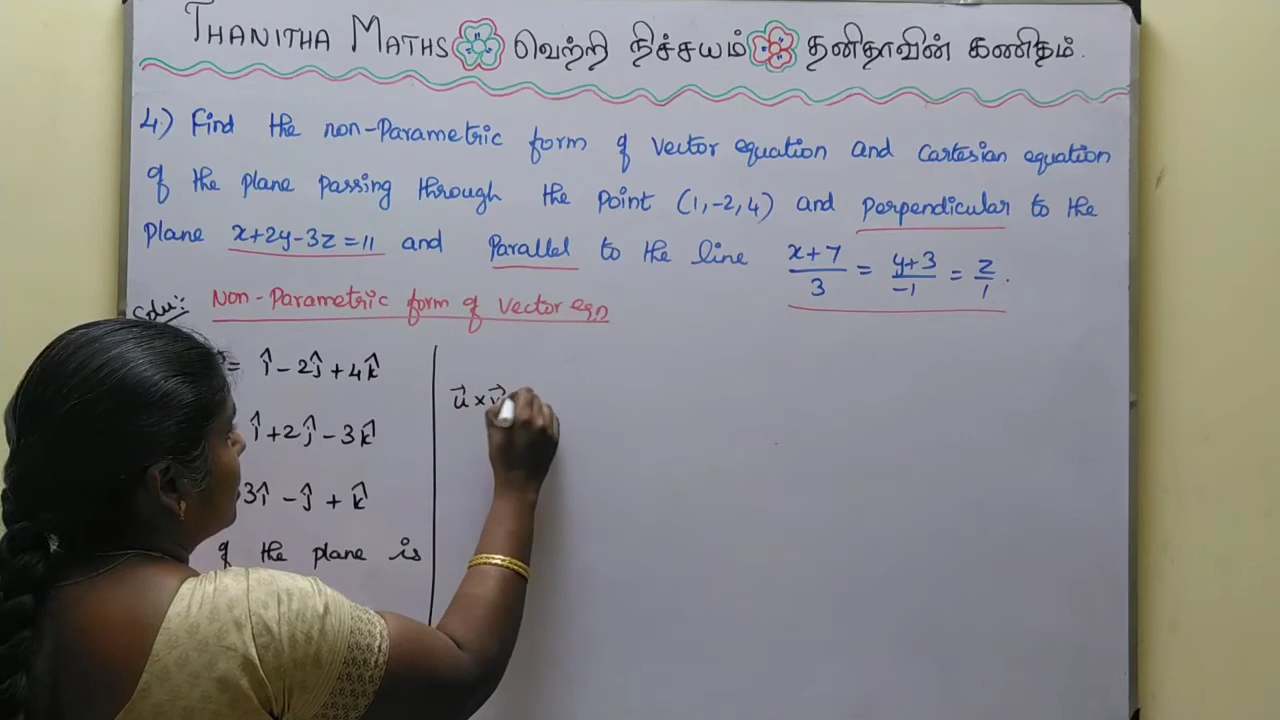 THANITHA MATHS வெற்றி நிச்சயம் தனிதாவின் கணிதம்.
4.) Find the non-Parametric form of vector equation and cartesian equation
of the plane passing through the point (1,-2,4) and perpendicular to the
plane x+2y-3z=11 and parallel to the line (x+7)/3 = (y+3)/-1 = z/1.
Solu:- Non-Parametric form of vector eqn
= î - 2ĵ + 4k̂
î + 2ĵ - 3k̂
3î - ĵ + k̂
of the plane is
u⃗ × v⃗